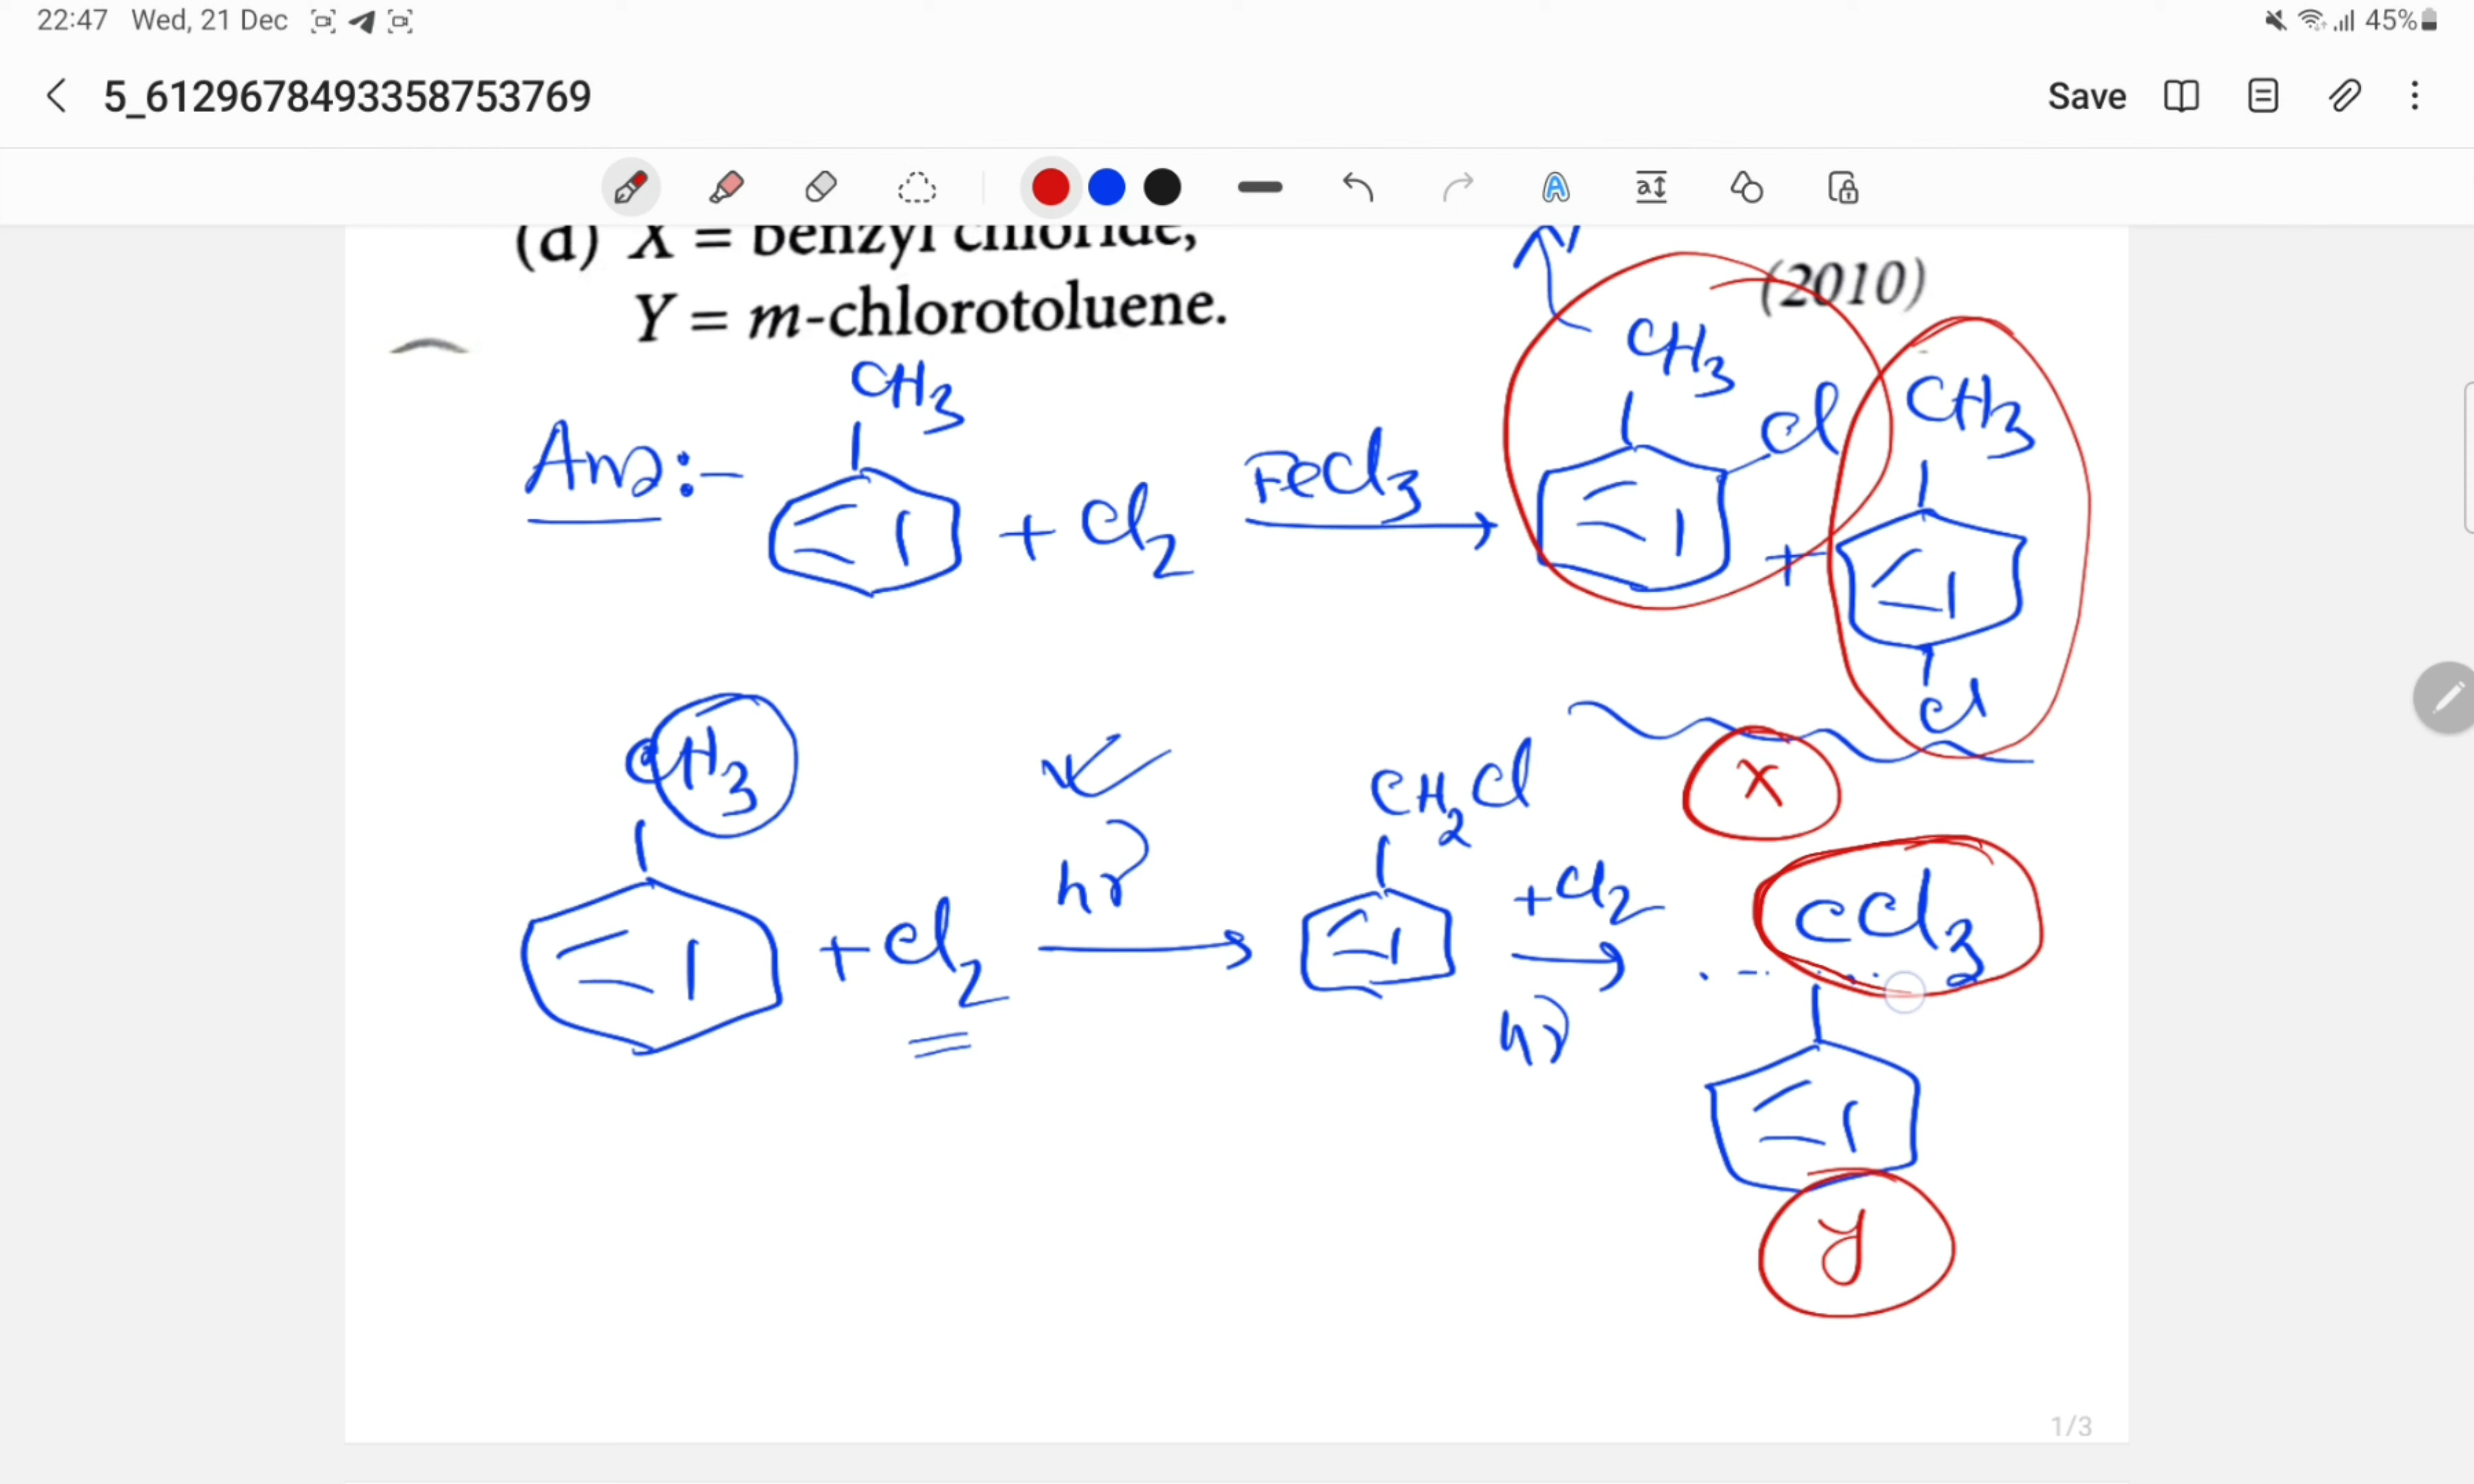 22:47 Wed, 21 Dec 45%
5_6129678493358753769 Save
(d) X = benzyl chloride,
Y = m-chlorotoluene.
(2010)
CH3 CH3 Cl CH3
Ans:- + Cl2 FeCl3 + Cl
X
CH3 CH2Cl
+ Cl2 hν +Cl2 hν CCl3
y
1/3